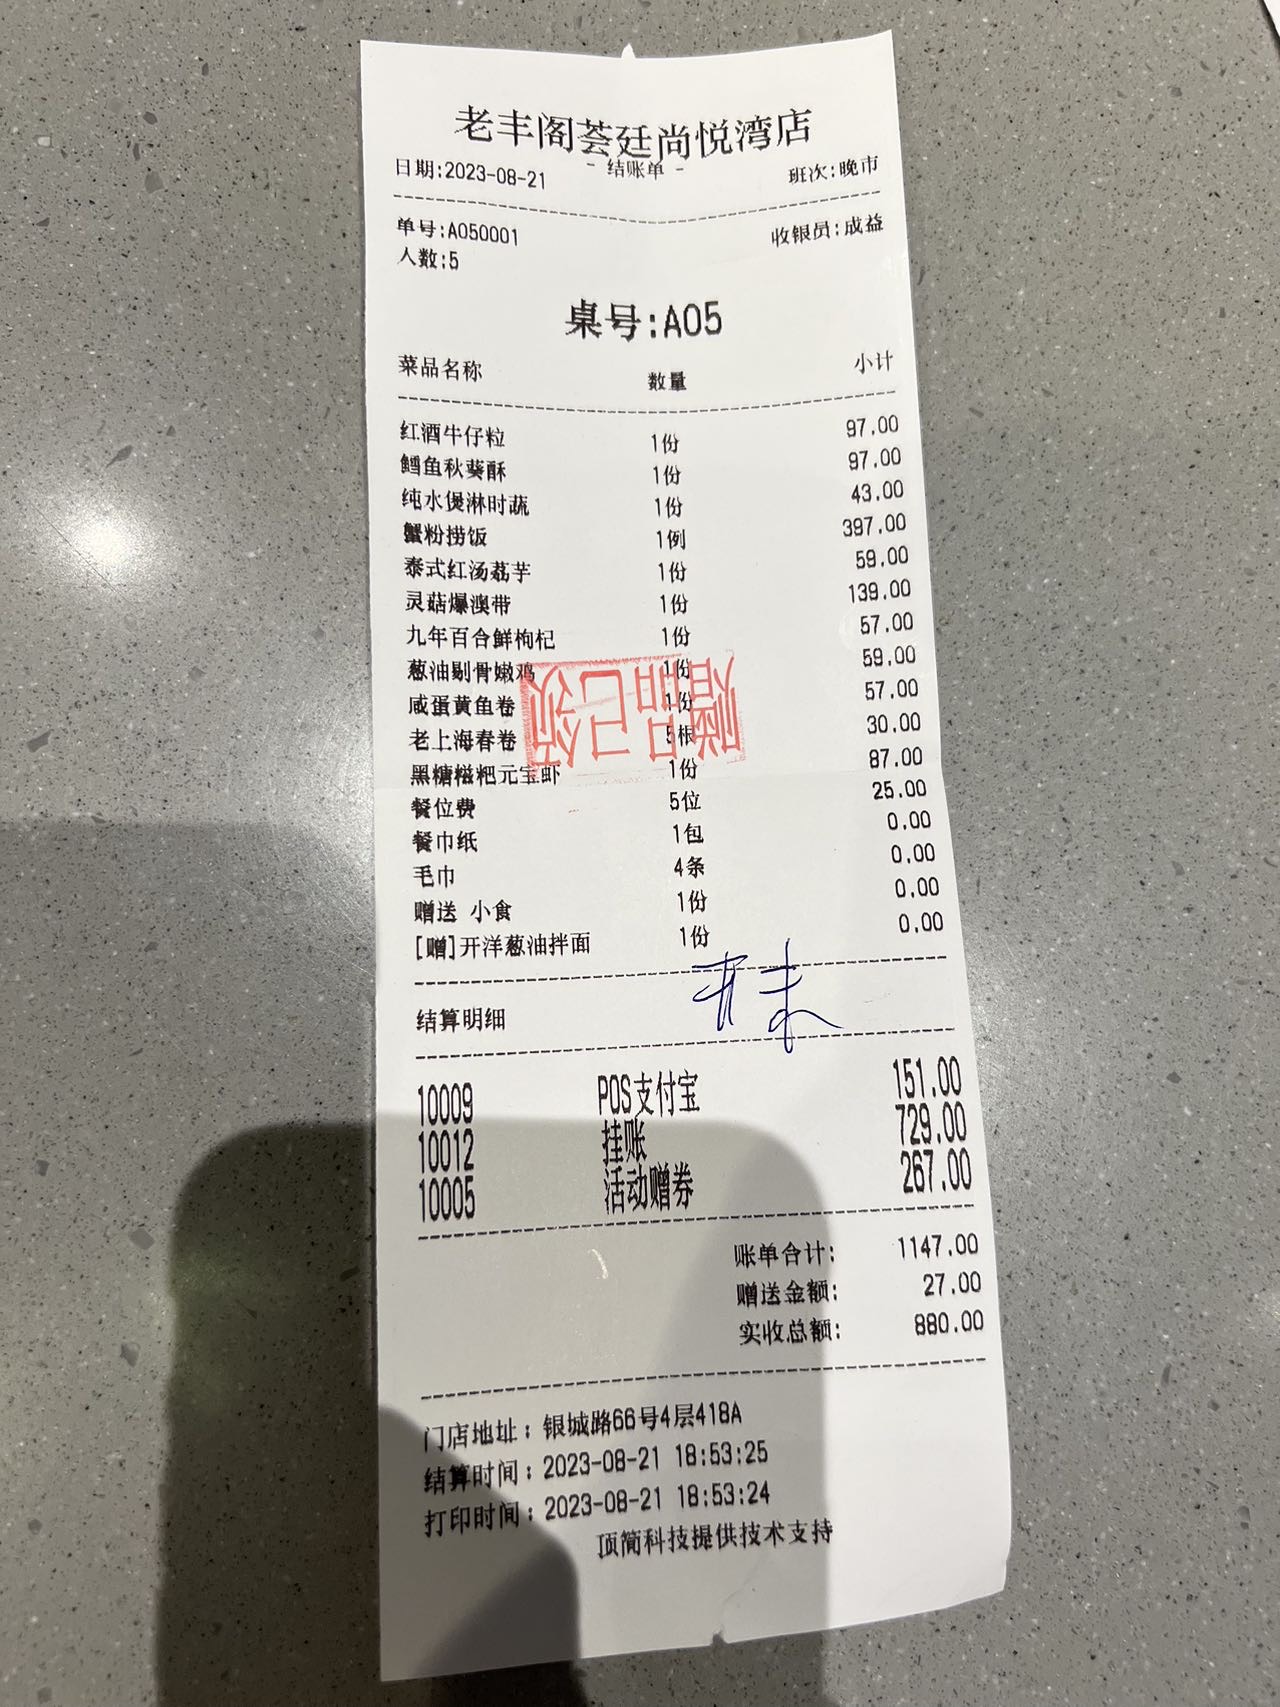 老丰阁荟廷尚悦湾店
- 结账单 -
日期:2023-08-21 班次:晚市
单号:A050001 收银员:成益
人数:5
桌号:A05
菜品名称 数量 小计
红酒牛仔粒 1份 97.00
鳕鱼秋葵酥 1份 97.00
纯水煲淋时蔬 1份 43.00
蟹粉捞饭 1例 397.00
泰式红汤荔芋 1份 59.00
灵菇爆澳带 1份 139.00
九年百合鲜枸杞 1份 57.00
葱油剔骨嫩鸡 1份 59.00
咸蛋黄鱼卷 1份 57.00
老上海春卷 5根 30.00
黑糖糍粑元宝虾 1份 87.00
餐位费 5位 25.00
餐巾纸 1包 0.00
毛巾 4条 0.00
赠送 小食 1份 0.00
[赠]开洋葱油拌面 1份 0.00
赠品已领
结算明细
10009 POS支付宝 151.00
10012 挂账 729.00
10005 活动赠券 267.00
账单合计: 1147.00
赠送金额: 27.00
实收总额: 880.00
门店地址：银城路66号4层418A
结算时间：2023-08-21 18:53:25
打印时间：2023-08-21 18:53:24
顶简科技提供技术支持